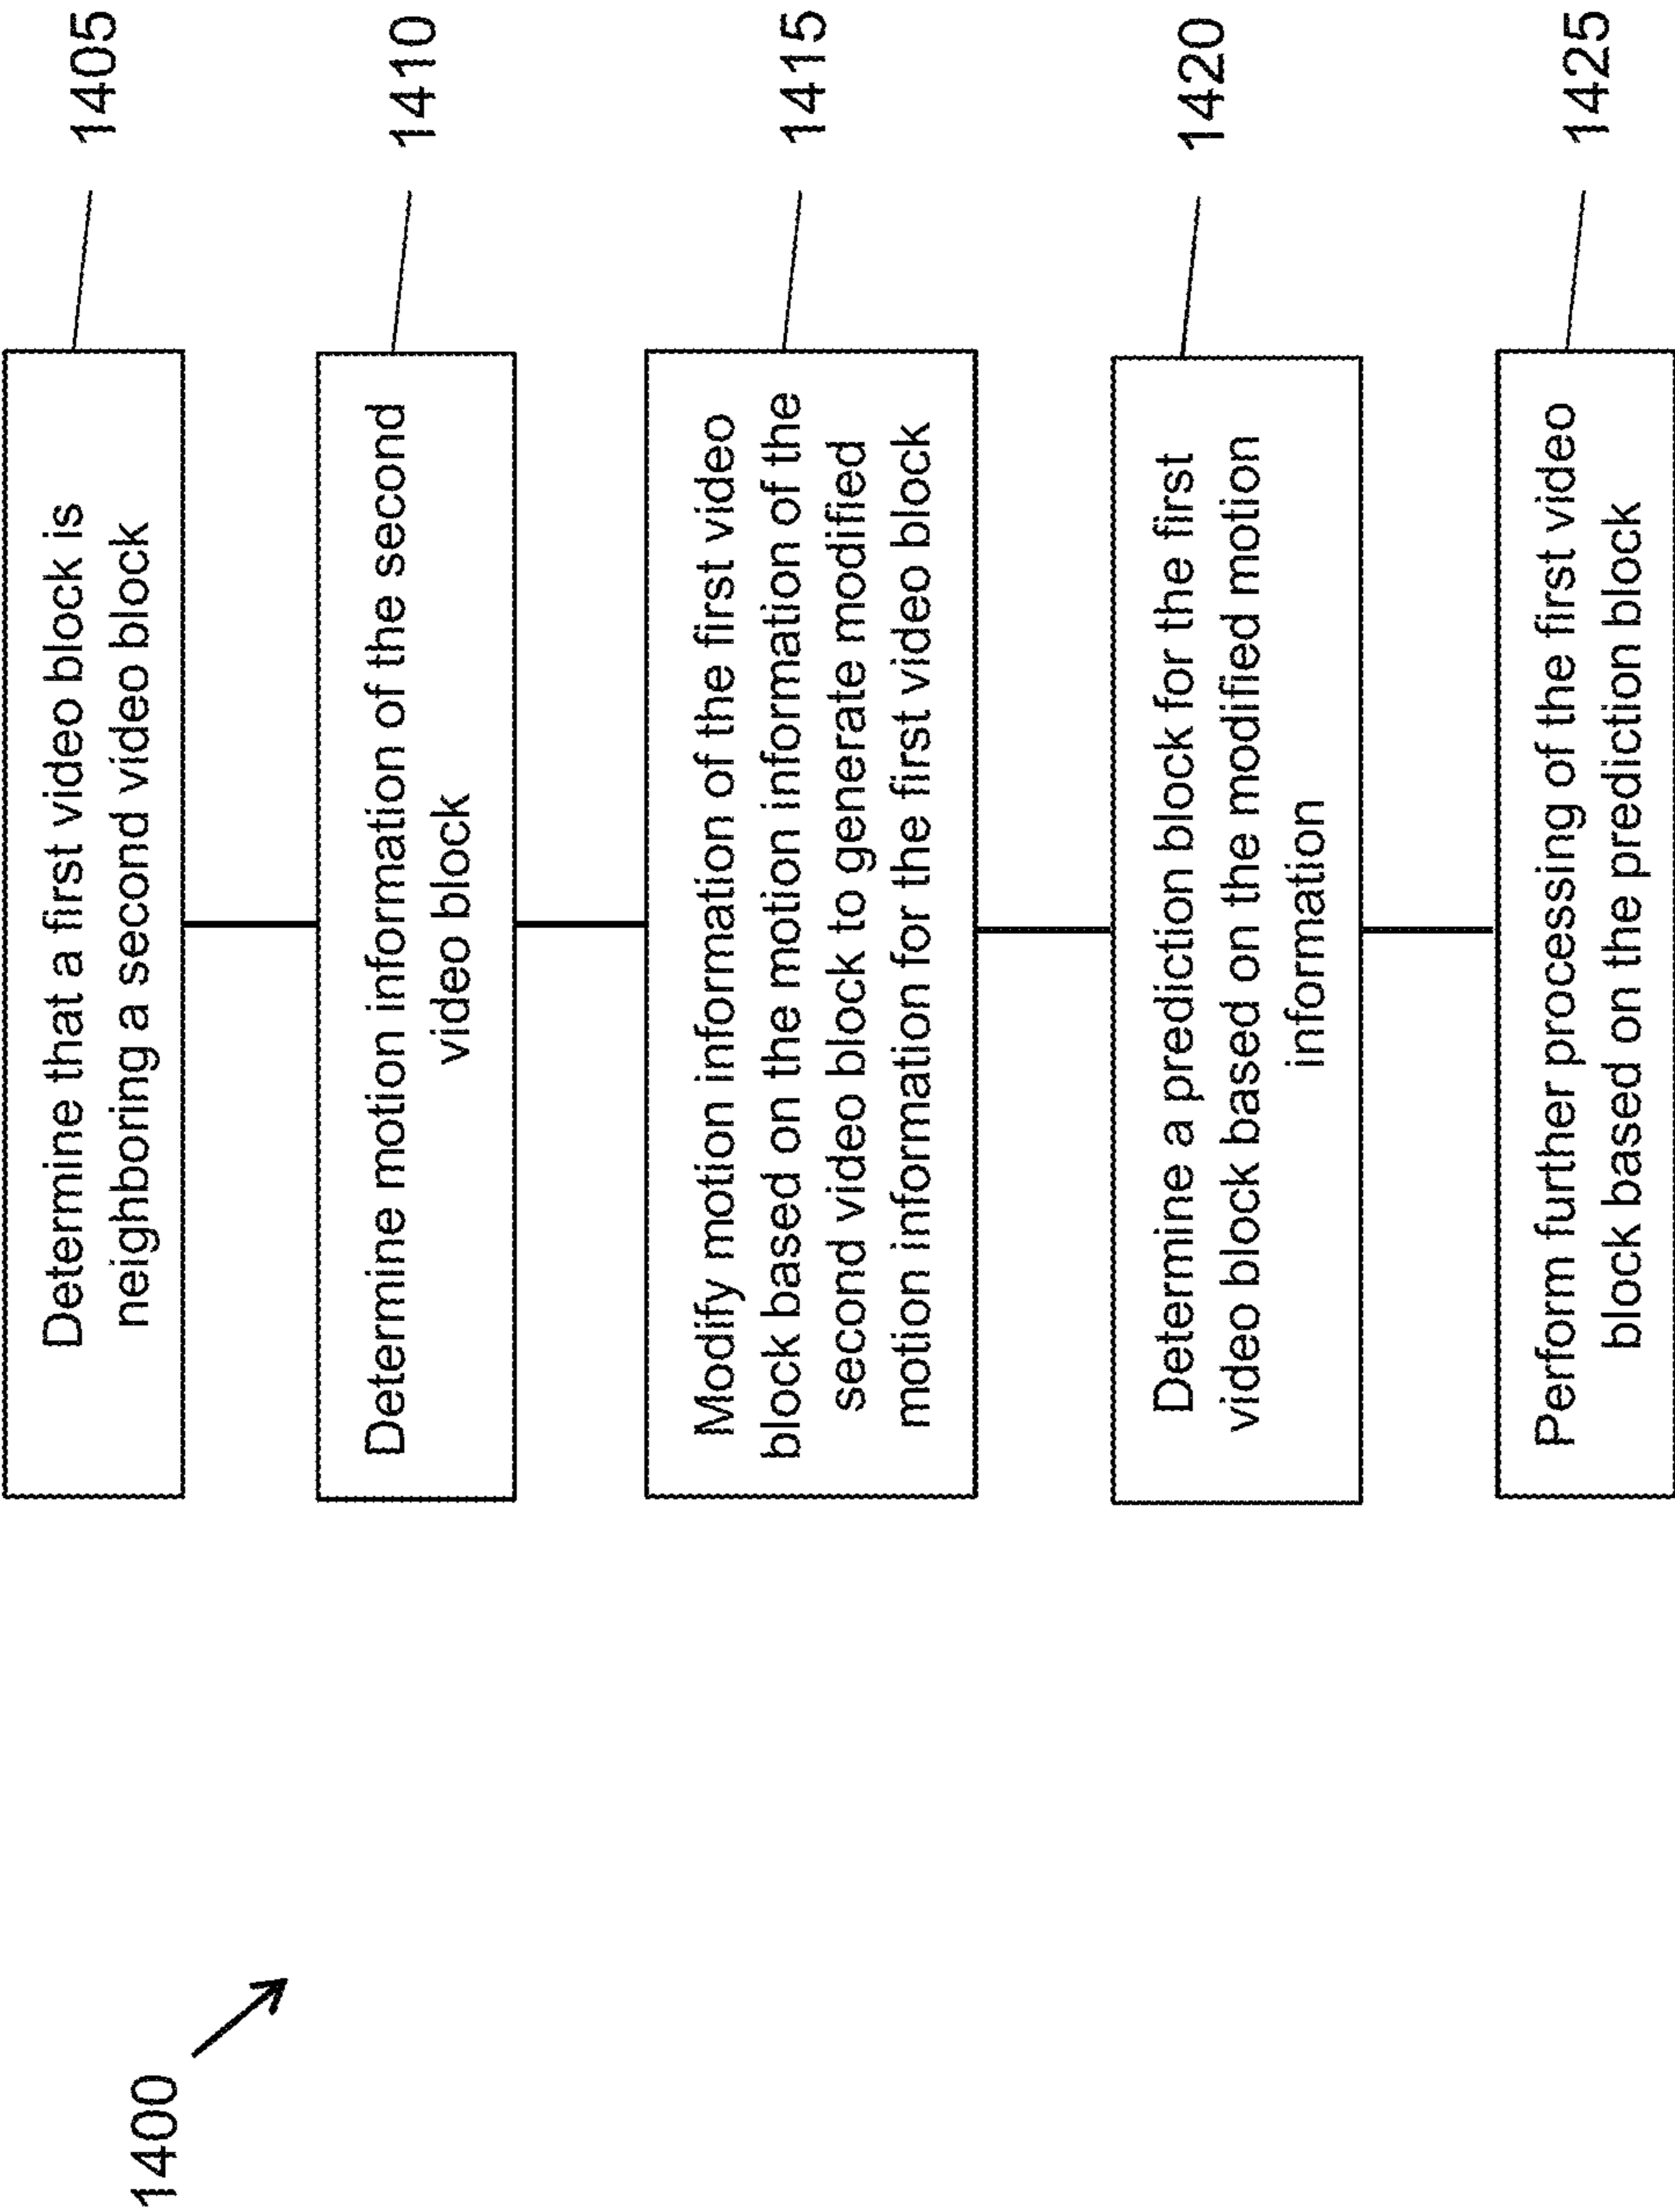 1400
Determine that a first video block is
neighboring a second video block
1405
Determine motion information of the second
video block
1410
Modify motion information of the first video
block based on the motion information of the
second video block to generate modified
motion information for the first video block
1415
Determine a prediction block for the first
video block based on the modified motion
information
1420
Perform further processing of the first video
block based on the prediction block
1425